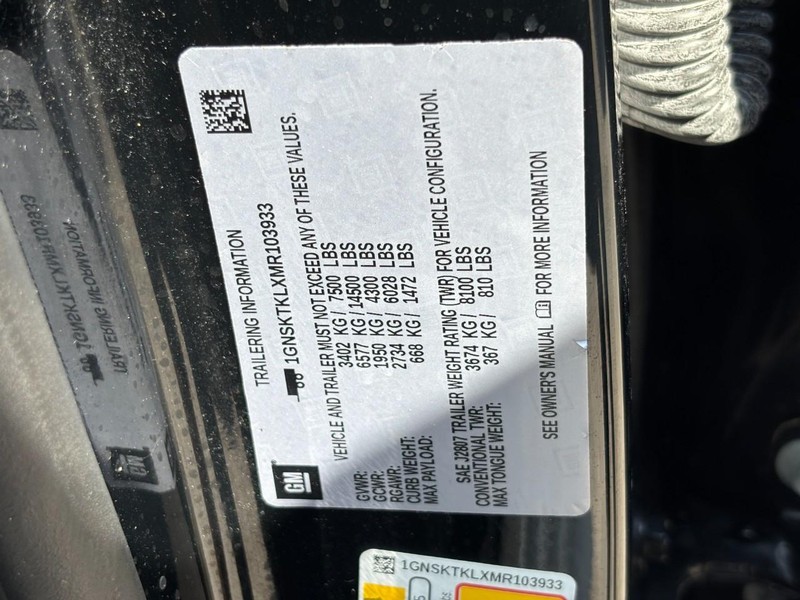 GM
TRAILERING INFORMATION
1GNSKTKLXMR103933
VEHICLE AND TRAILER MUST NOT EXCEED ANY OF THESE VALUES.
GVWR: 3402 KG / 7500 LBS
GCWR: 6577 KG/14500 LBS
RGAWR: 1950 KG / 4300 LBS
CURB WEIGHT: 2734 KG / 6028 LBS
MAX PAYLOAD: 668 KG / 1472 LBS
SAE J2807 TRAILER WEIGHT RATING (TWR) FOR VEHICLE CONFIGURATION.
CONVENTIONAL TWR: 3674 KG / 8100 LBS
MAX TONGUE WEIGHT: 367 KG / 810 LBS
SEE OWNER'S MANUAL FOR MORE INFORMATION
1GNSKTKLXMR103933